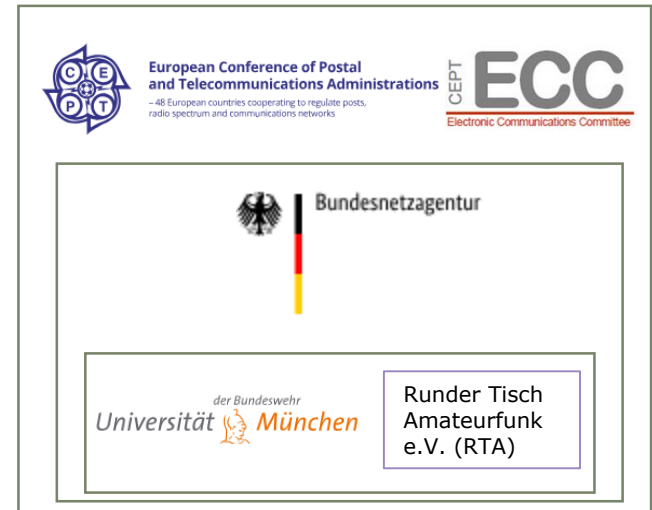 C E
P T
European Conference of Postal
and Telecommunications Administrations
– 48 European countries cooperating to regulate posts,
radio spectrum and communications networks
CEPT
ECC
Electronic Communications Committee
Bundesnetzagentur
der Bundeswehr
Universität München
Runder Tisch
Amateurfunk
e.V. (RTA)